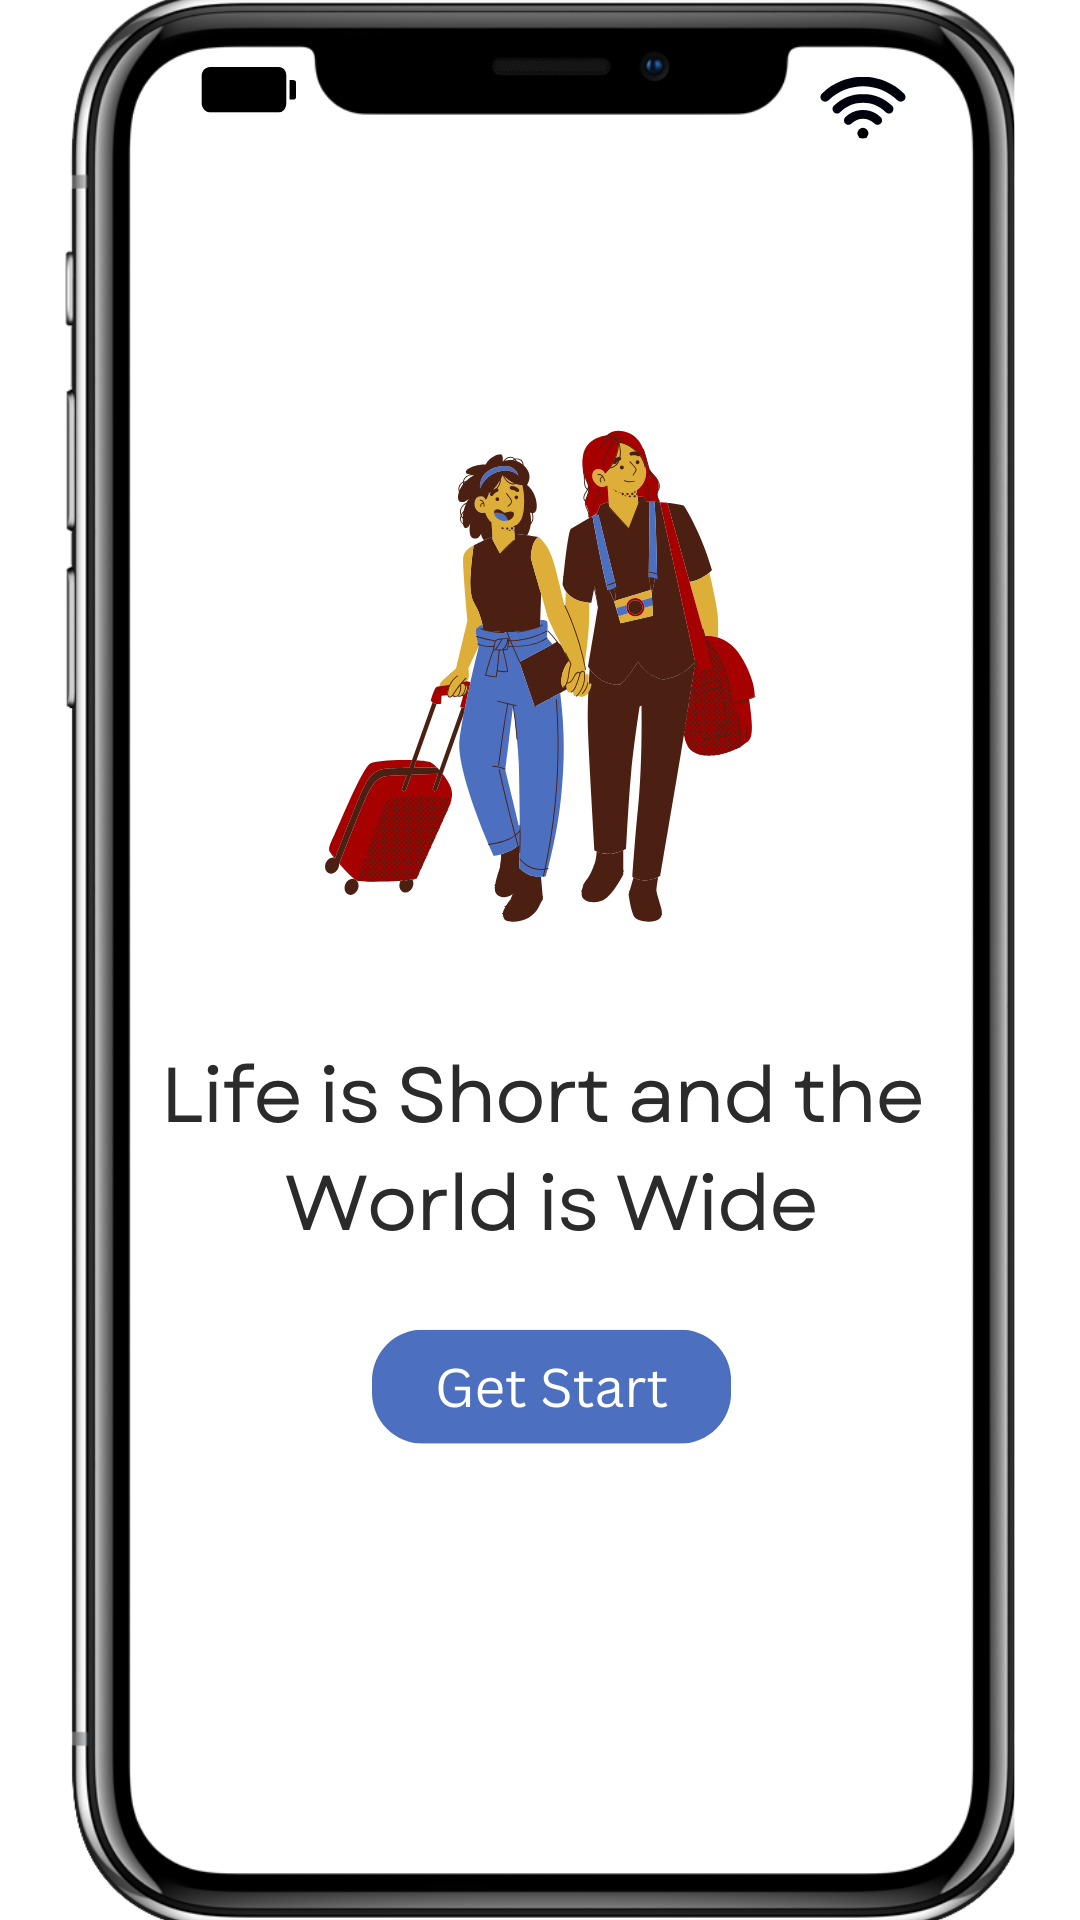 Life is Short and the
World is Wide
Get Start